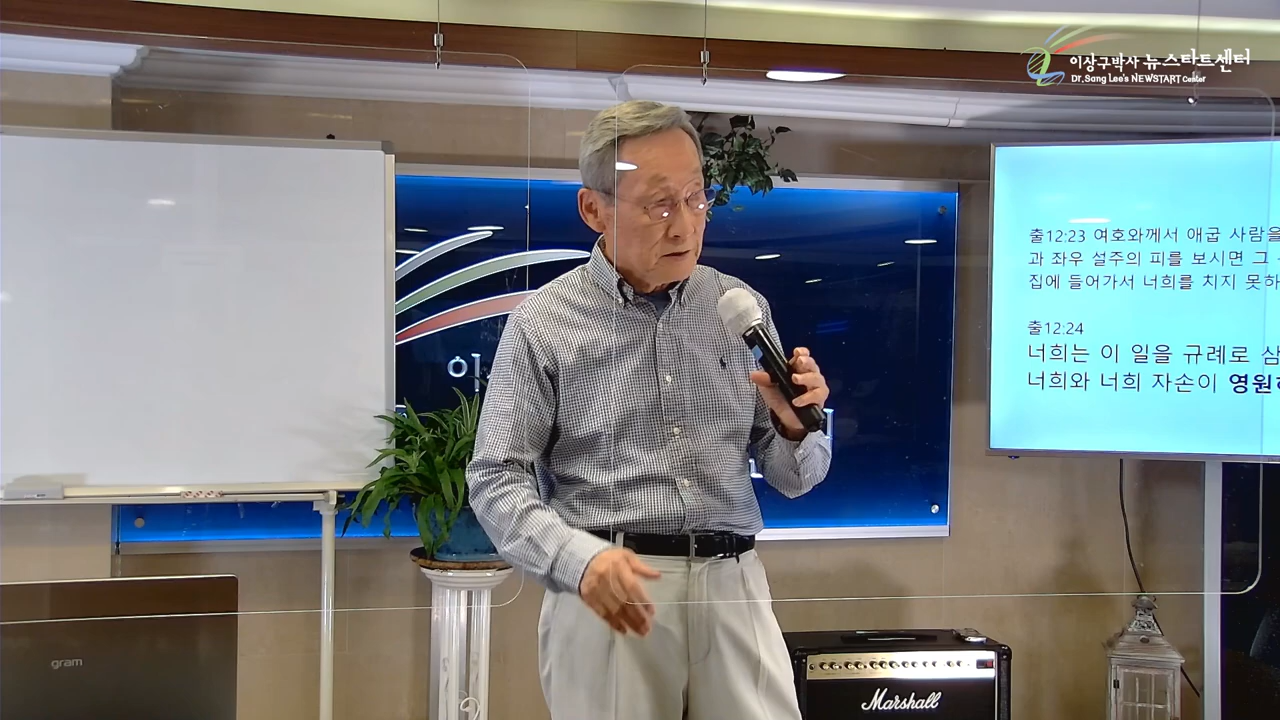 이상구박사 뉴스타트센터
Dr. Sang Lee's NEWSTART Center
출12:23 여호와께서 애굽 사람을
과 좌우 설주의 피를 보시면 그
집에 들어가서 너희를 치지 못하
출12:24
너희는 이 일을 규례로 삼
너희와 너희 자손이 영원히
이
gram
Marshall